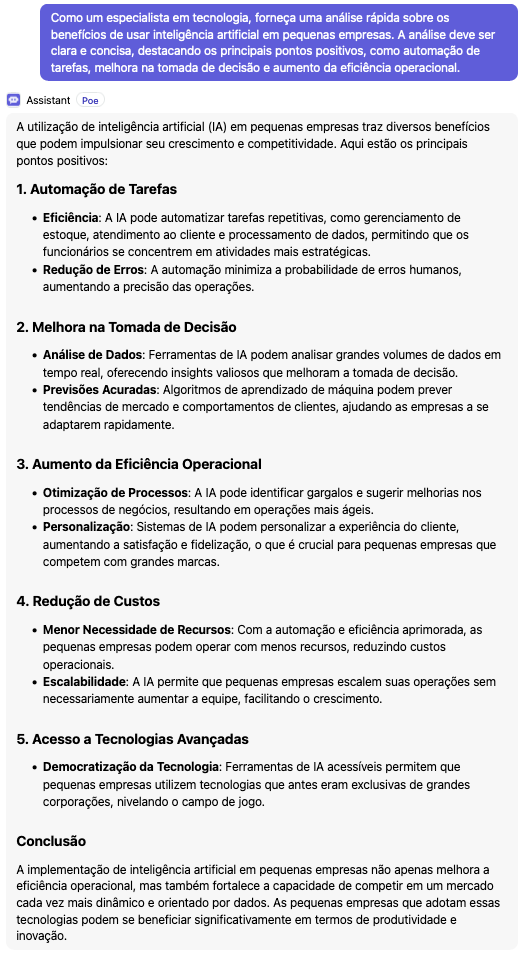 Como um especialista em tecnologia, forneça uma análise rápida sobre os
benefícios de usar inteligência artificial em pequenas empresas. A análise deve ser
clara e concisa, destacando os principais pontos positivos, como automação de
tarefas, melhora na tomada de decisão e aumento da eficiência operacional.
Assistant Poe
A utilização de inteligência artificial (IA) em pequenas empresas traz diversos benefícios
que podem impulsionar seu crescimento e competitividade. Aqui estão os principais
pontos positivos:
1. Automação de Tarefas
• Eficiência: A IA pode automatizar tarefas repetitivas, como gerenciamento de
estoque, atendimento ao cliente e processamento de dados, permitindo que os
funcionários se concentrem em atividades mais estratégicas.
• Redução de Erros: A automação minimiza a probabilidade de erros humanos,
aumentando a precisão das operações.
2. Melhora na Tomada de Decisão
• Análise de Dados: Ferramentas de IA podem analisar grandes volumes de dados em
tempo real, oferecendo insights valiosos que melhoram a tomada de decisão.
• Previsões Acuradas: Algoritmos de aprendizado de máquina podem prever
tendências de mercado e comportamentos de clientes, ajudando as empresas a se
adaptarem rapidamente.
3. Aumento da Eficiência Operacional
• Otimização de Processos: A IA pode identificar gargalos e sugerir melhorias nos
processos de negócios, resultando em operações mais ágeis.
• Personalização: Sistemas de IA podem personalizar a experiência do cliente,
aumentando a satisfação e fidelização, o que é crucial para pequenas empresas que
competem com grandes marcas.
4. Redução de Custos
• Menor Necessidade de Recursos: Com a automação e eficiência aprimorada, as
pequenas empresas podem operar com menos recursos, reduzindo custos
operacionais.
• Escalabilidade: A IA permite que pequenas empresas escalem suas operações sem
necessariamente aumentar a equipe, facilitando o crescimento.
5. Acesso a Tecnologias Avançadas
• Democratização da Tecnologia: Ferramentas de IA acessíveis permitem que
pequenas empresas utilizem tecnologias que antes eram exclusivas de grandes
corporações, nivelando o campo de jogo.
Conclusão
A implementação de inteligência artificial em pequenas empresas não apenas melhora a
eficiência operacional, mas também fortalece a capacidade de competir em um mercado
cada vez mais dinâmico e orientado por dados. As pequenas empresas que adotam essas
tecnologias podem se beneficiar significativamente em termos de produtividade e
inovação.